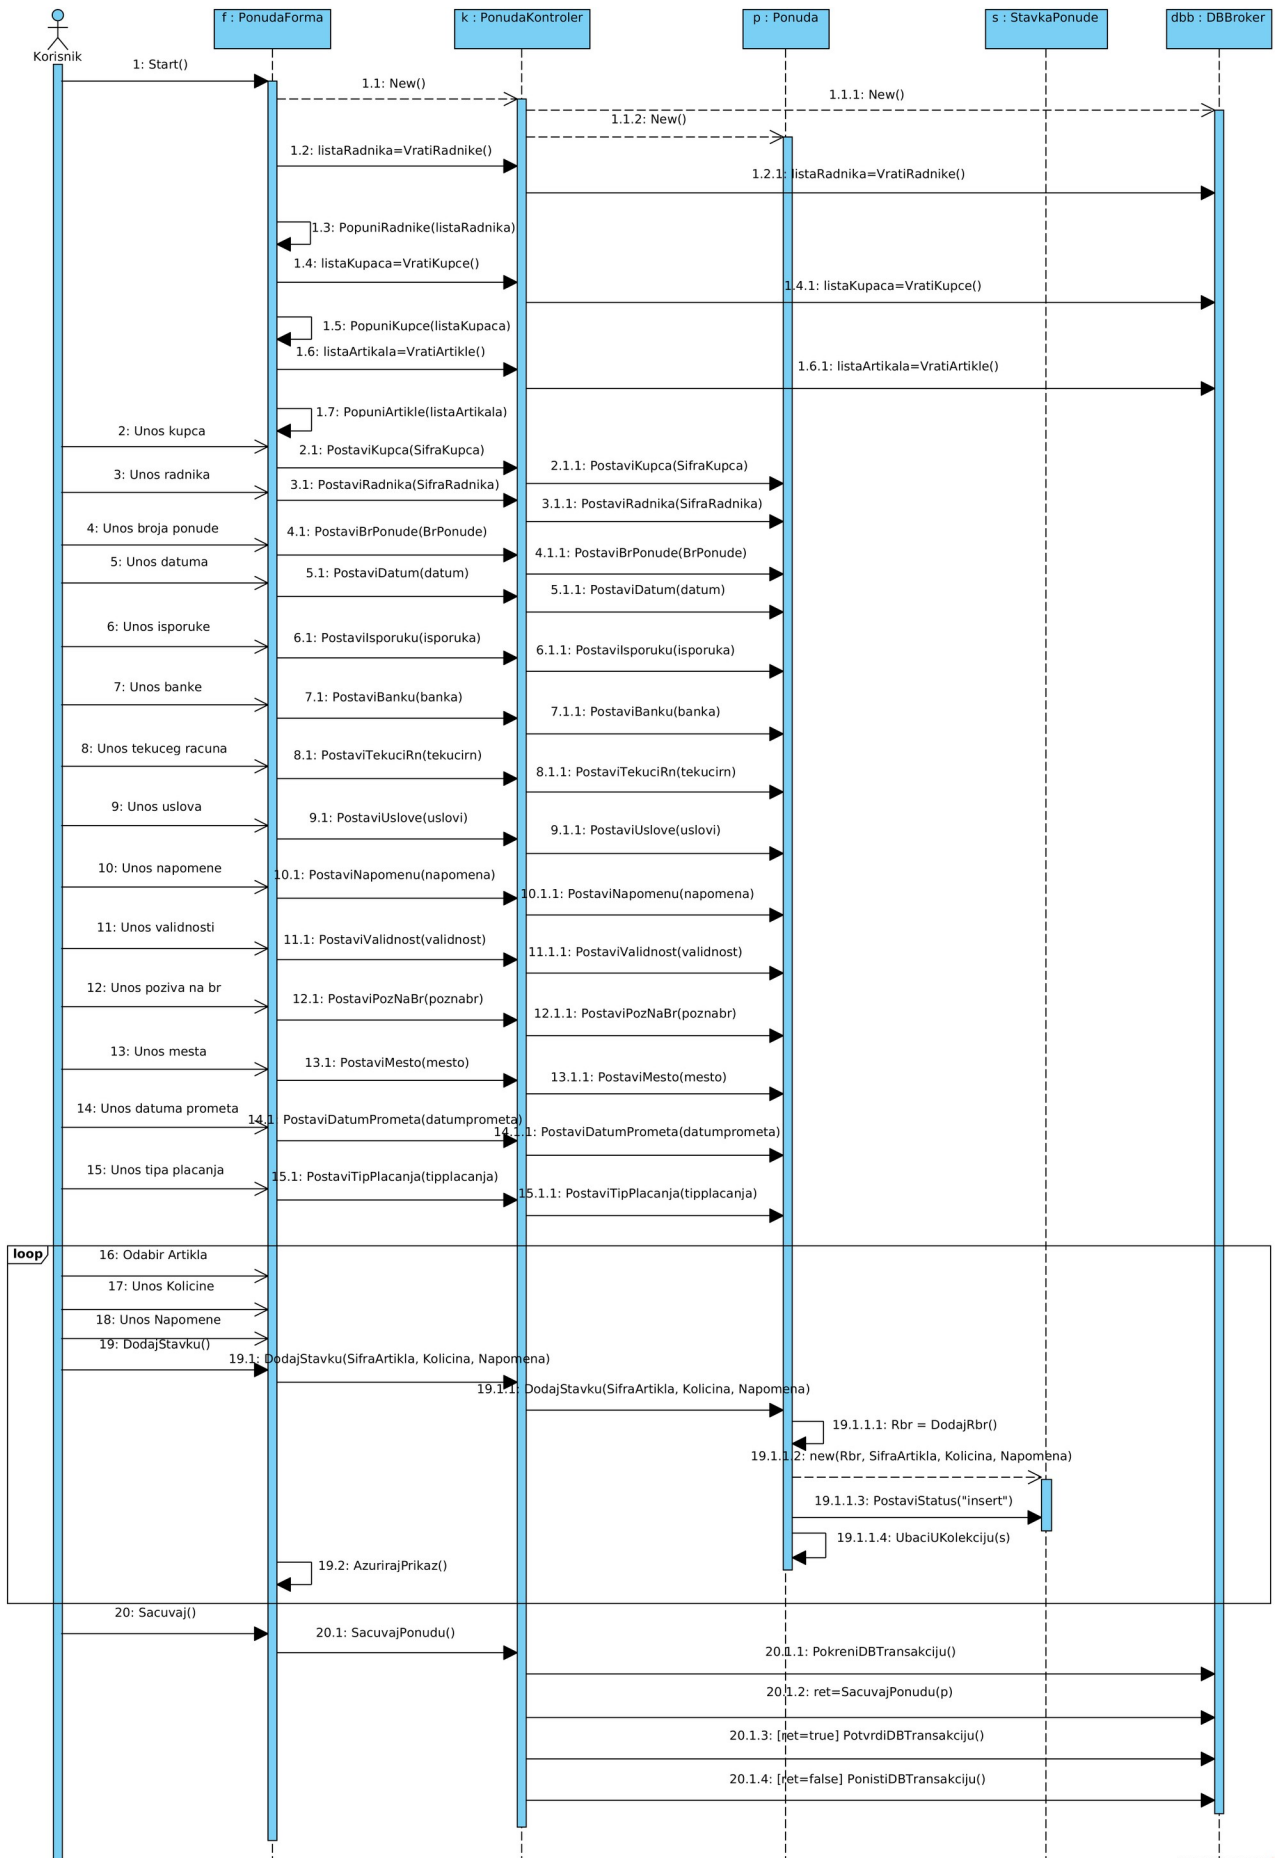 f : PonudaForma
k : PonudaKontroler
p : Ponuda
s : StavkaPonude
dbb : DBBroker
Korisnik
1: Start()
1.1: New()
1.1.1: New()
1.1.2: New()
1.2: listaRadnika=VratiRadnike()
1.2.1: listaRadnika=VratiRadnike()
1.3: PopuniRadnike(listaRadnika)
1.4: listaKupaca=VratiKupce()
1.4.1: listaKupaca=VratiKupce()
1.5: PopuniKupce(listaKupaca)
1.6: listaArtikala=VratiArtikle()
1.6.1: listaArtikala=VratiArtikle()
1.7: PopuniArtikle(listaArtikala)
2: Unos kupca
2.1: PostaviKupca(SifraKupca)
2.1.1: PostaviKupca(SifraKupca)
3: Unos radnika
3.1: PostaviRadnika(SifraRadnika)
3.1.1: PostaviRadnika(SifraRadnika)
4: Unos broja ponude
4.1: PostaviBrPonude(BrPonude)
4.1.1: PostaviBrPonude(BrPonude)
5: Unos datuma
5.1: PostaviDatum(datum)
5.1.1: PostaviDatum(datum)
6: Unos isporuke
6.1: PostaviIsporuku(isporuka)
6.1.1: PostaviIsporuku(isporuka)
7: Unos banke
7.1: PostaviBanku(banka)
7.1.1: PostaviBanku(banka)
8: Unos tekuceg racuna
8.1: PostaviTekuciRn(tekucirn)
8.1.1: PostaviTekuciRn(tekucirn)
9: Unos uslova
9.1: PostaviUslove(uslovi)
9.1.1: PostaviUslove(uslovi)
10: Unos napomene
10.1: PostaviNapomenu(napomena)
10.1.1: PostaviNapomenu(napomena)
11: Unos validnosti
11.1: PostaviValidnost(validnost)
11.1.1: PostaviValidnost(validnost)
12: Unos poziva na br
12.1: PostaviPozNaBr(poznabr)
12.1.1: PostaviPozNaBr(poznabr)
13: Unos mesta
13.1: PostaviMesto(mesto)
13.1.1: PostaviMesto(mesto)
14: Unos datuma prometa
14.1: PostaviDatumPrometa(datumprometa)
14.1.1: PostaviDatumPrometa(datumprometa)
15: Unos tipa placanja
15.1: PostaviTipPlacanja(tipplacanja)
15.1.1: PostaviTipPlacanja(tipplacanja)
loop
16: Odabir Artikla
17: Unos Kolicine
18: Unos Napomene
19: DodajStavku()
19.1: DodajStavku(SifraArtikla, Kolicina, Napomena)
19.1.1: DodajStavku(SifraArtikla, Kolicina, Napomena)
19.1.1.1: Rbr = DodajRbr()
19.1.1.2: new(Rbr, SifraArtikla, Kolicina, Napomena)
19.1.1.3: PostaviStatus("insert")
19.1.1.4: UbaciUKolekciju(s)
19.2: AzurirajPrikaz()
20: Sacuvaj()
20.1: SacuvajPonudu()
20.1.1: PokreniDBTransakciju()
20.1.2: ret=SacuvajPonudu(p)
20.1.3: [ret=true] PotvrdiDBTransakciju()
20.1.4: [ret=false] PonistiDBTransakciju()